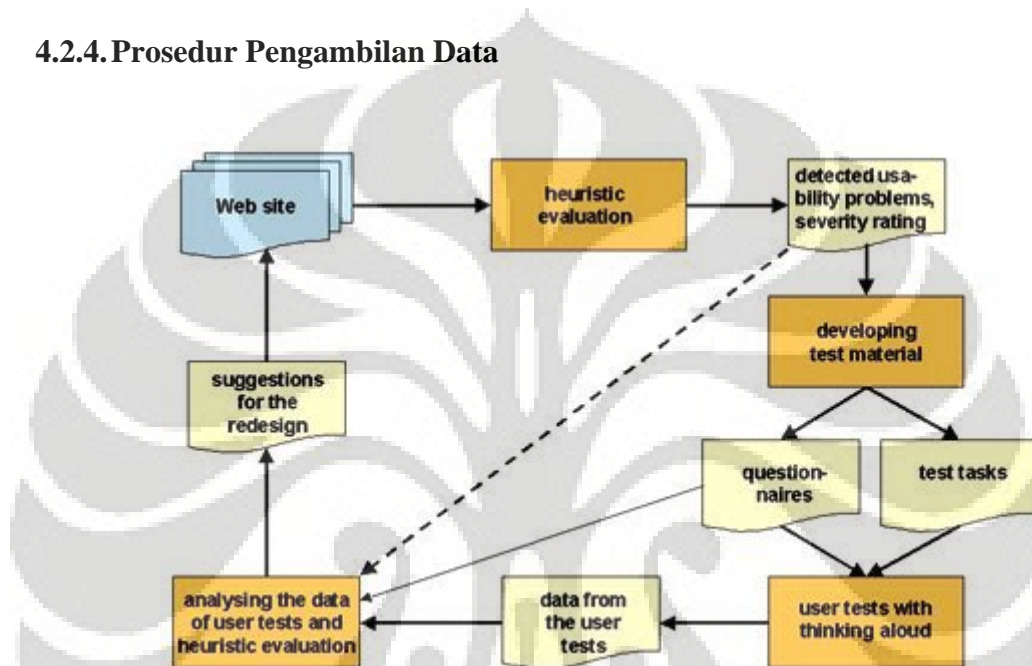 4.2.4. Prosedur Pengambilan Data
Web site
heuristic
evaluation
detected usa-
bility problems,
severity rating
developing
test material
suggestions
for the
redesign
question-
naires
test tasks
analysing the data
of user tests and
heuristic evaluation
data from
the user
tests
user tests with
thinking aloud